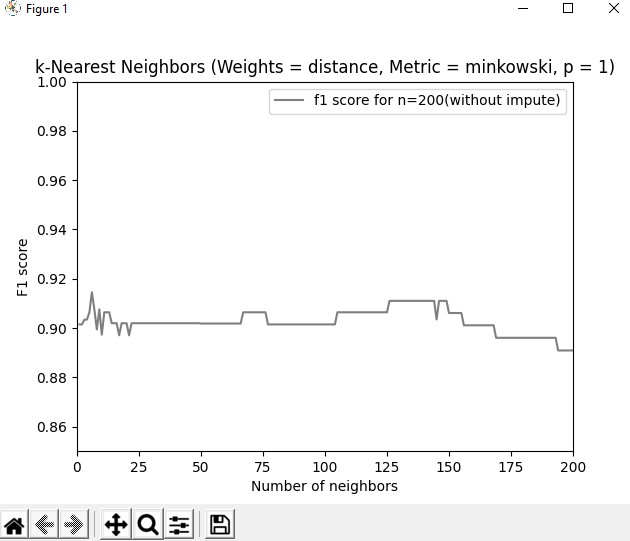 Figure 1
k-Nearest Neighbors (Weights = distance, Metric = minkowski, p = 1)
f1 score for n=200(without impute)
1.00
0.98
0.96
0.94
0.92
0.90
0.88
0.86
F1 score
0 25 50 75 100 125 150 175 200
Number of neighbors